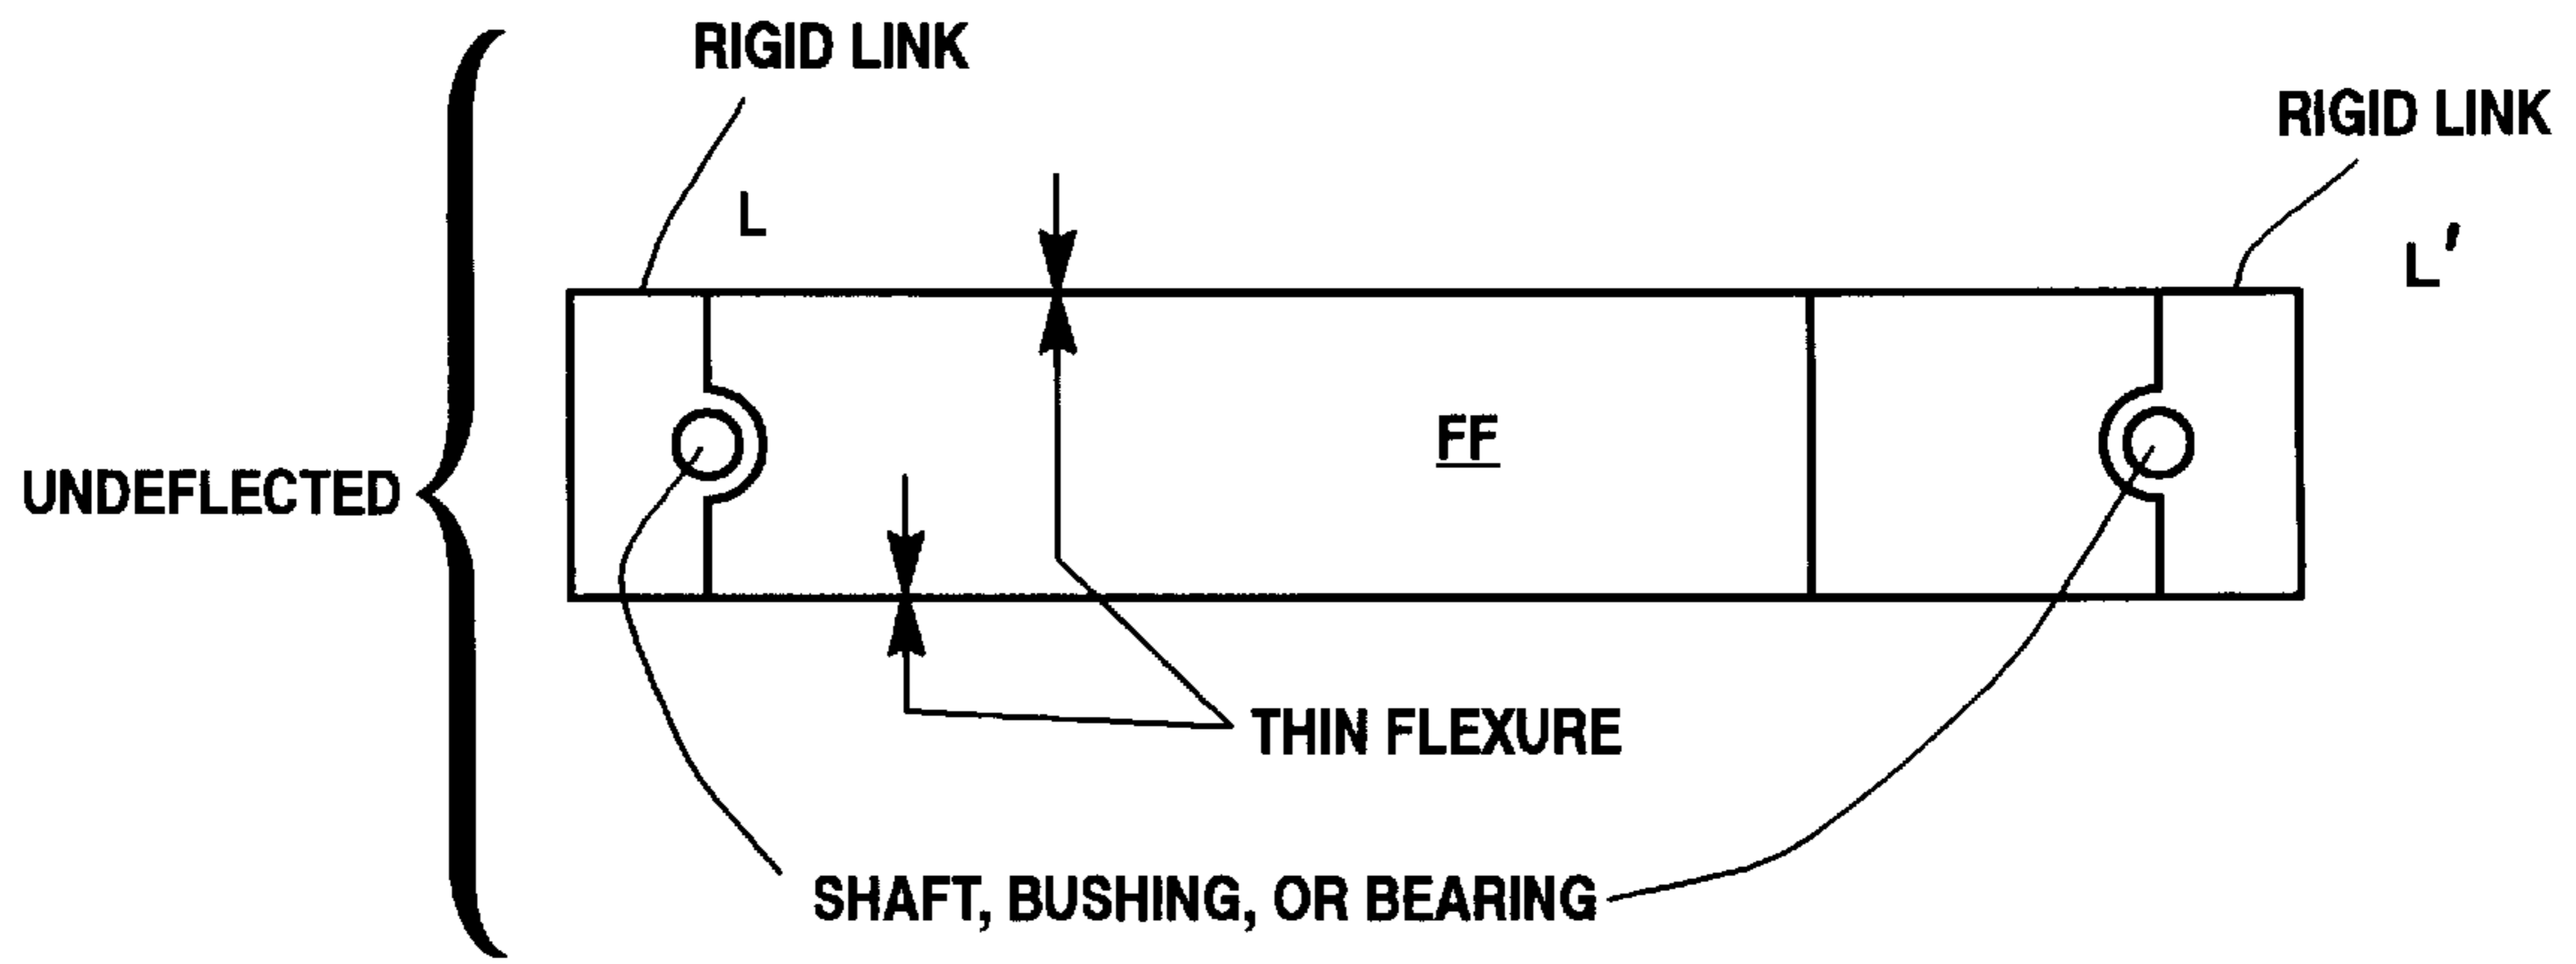 RIGID LINK
RIGID LINK
L
L'
FF
UNDEFLECTED
THIN FLEXURE
SHAFT, BUSHING, OR BEARING